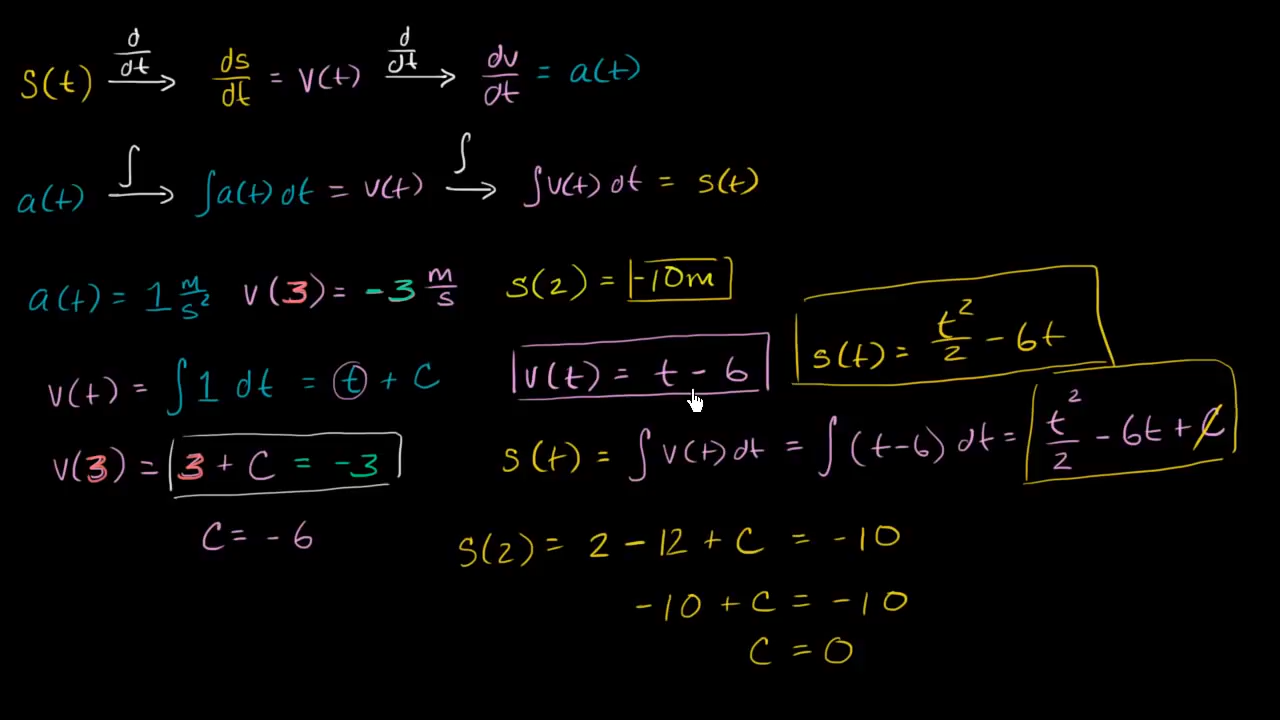 S(t) d/dt → ds/dt = v(t) d/dt → dv/dt = a(t)
a(t) ∫ → ∫a(t) dt = v(t) ∫ → ∫v(t) dt = s(t)
a(t) = 1 m/s² v(3) = -3 m/s s(2) = -10m
s(t) = t²/2 - 6t
v(t) = ∫1 dt = t + C v(t) = t - 6
v(3) = 3 + C = -3 s(t) = ∫v(t) dt = ∫(t-6) dt = t²/2 - 6t + C
C = -6 S(2) = 2 - 12 + C = -10
-10 + C = -10
C = 0